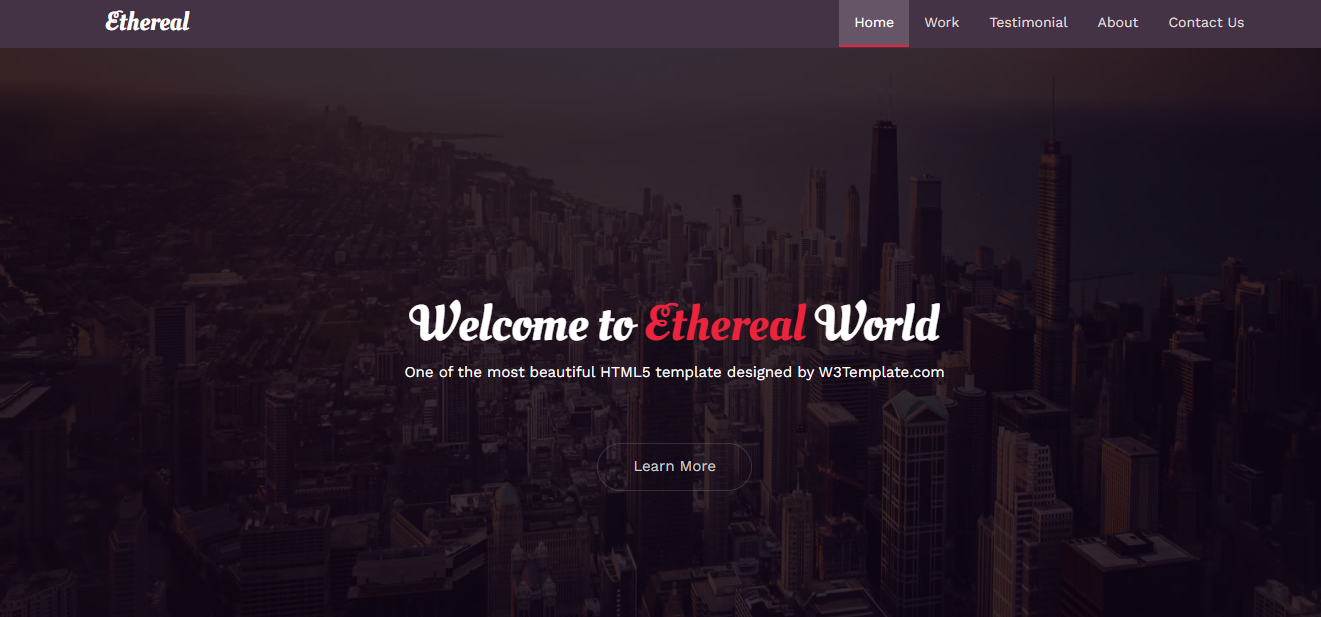 Ethereal
Home Work Testimonial About Contact Us
Welcome to Ethereal World
One of the most beautiful HTML5 template designed by W3Template.com
Learn More